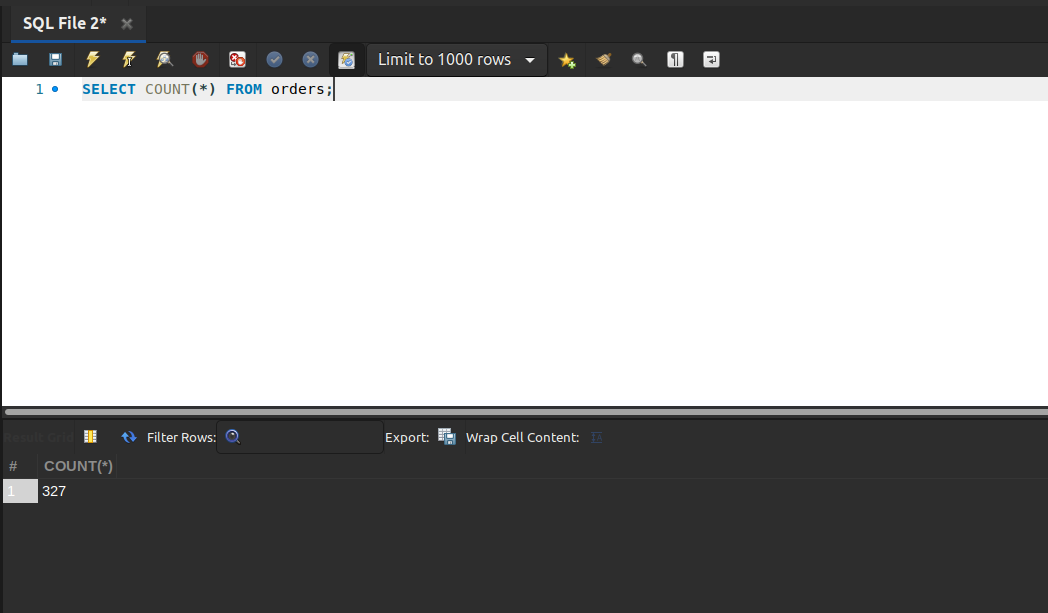 SQL File 2*
Limit to 1000 rows
1 SELECT COUNT(*) FROM orders;
Result Grid Filter Rows: Export: Wrap Cell Content:
# COUNT(*)
1 327